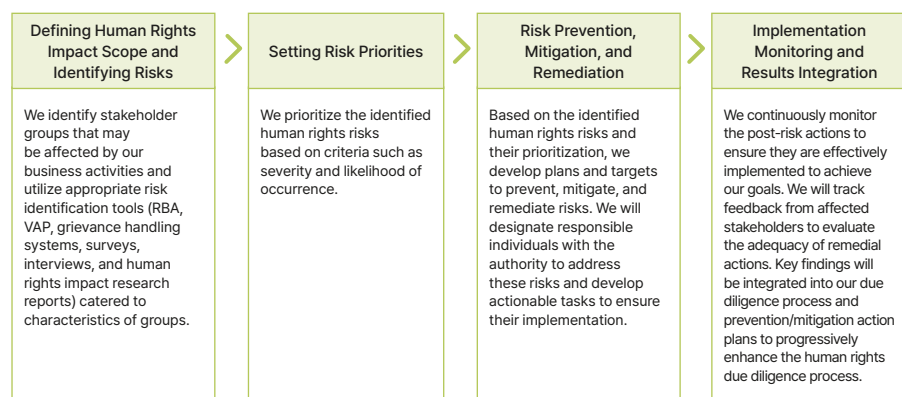 Defining Human Rights
Impact Scope and
Identifying Risks
We identify stakeholder
groups that may
be affected by our
business activities and
utilize appropriate risk
identification tools (RBA,
VAP, grievance handling
systems, surveys,
interviews, and human
rights impact research
reports) catered to
characteristics of groups.
Setting Risk Priorities
We prioritize the identified
human rights risks
based on criteria such as
severity and likelihood of
occurrence.
Risk Prevention,
Mitigation, and
Remediation
Based on the identified
human rights risks and
their prioritization, we
develop plans and targets
to prevent, mitigate, and
remediate risks. We will
designate responsible
individuals with the
authority to address
these risks and develop
actionable tasks to ensure
their implementation.
Implementation
Monitoring and
Results Integration
We continuously monitor
the post-risk actions to
ensure they are effectively
implemented to achieve
our goals. We will track
feedback from affected
stakeholders to evaluate
the adequacy of remedial
actions. Key findings will
be integrated into our due
diligence process and
prevention/mitigation action
plans to progressively
enhance the human rights
due diligence process.